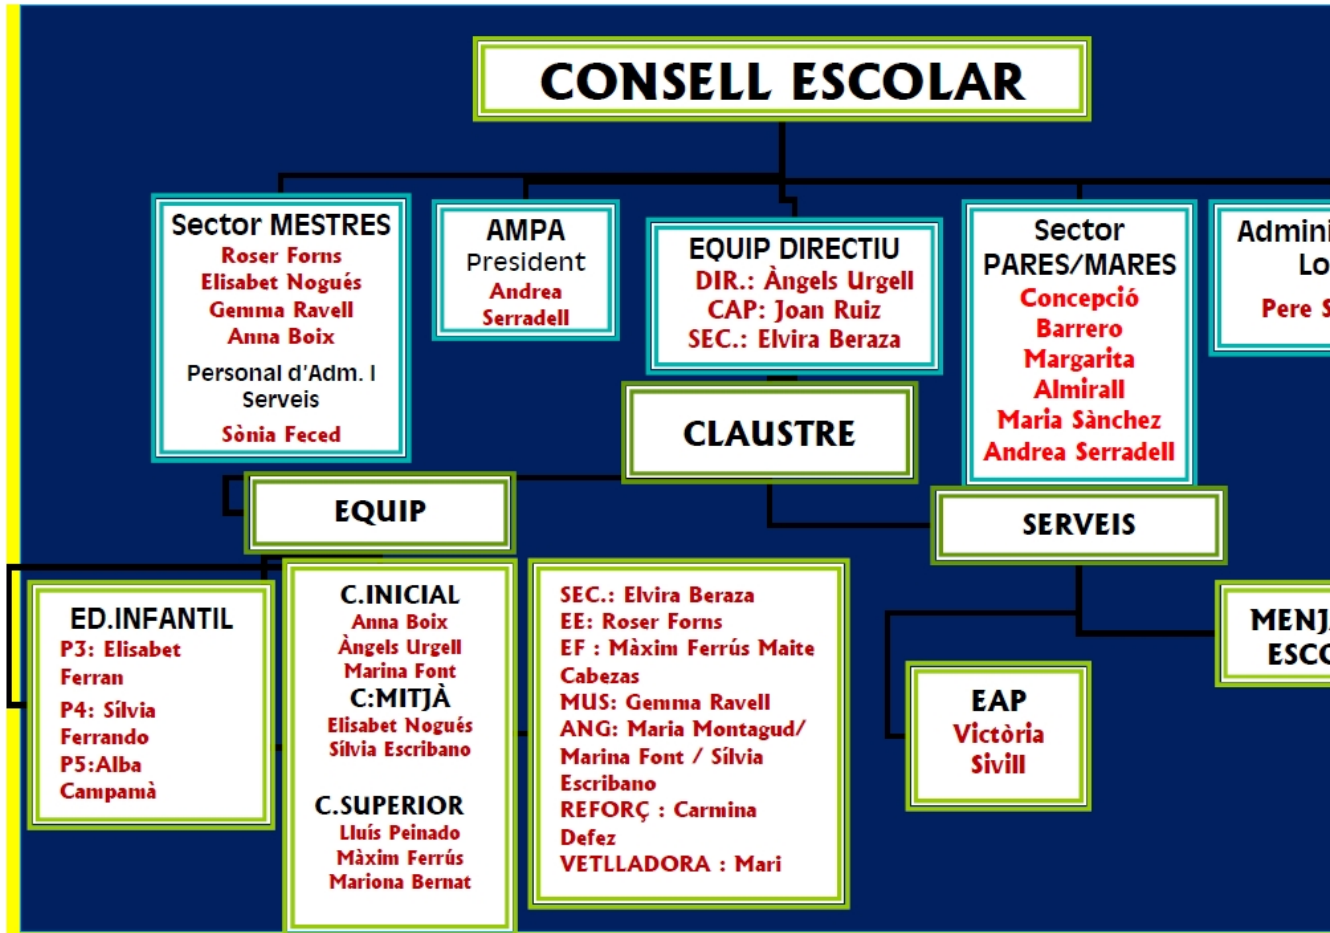 CONSELL ESCOLAR
Sector MESTRES
Roser Forns
Elisabet Nogués
Gemma Ravell
Anna Boix
Personal d'Adm. I
Serveis
Sònia Feced
AMPA
President
Andrea
Serradell
EQUIP DIRECTIU
DIR.: Àngels Urgell
CAP: Joan Ruiz
SEC.: Elvira Beraza
Sector
PARES/MARES
Concepció
Barrero
Margarita
Almirall
Maria Sànchez
Andrea Serradell
Pere
CLAUSTRE
EQUIP
SERVEIS
ED.INFANTIL
P3: Elisabet
Ferran
P4: Sílvia
Ferrando
P5:Alba
Campamà
C.INICIAL
Anna Boix
Àngels Urgell
Marina Font
C:MITJÀ
Elisabet Nogués
Sílvia Escribano
C.SUPERIOR
Lluís Peinado
Màxim Ferrús
Mariona Bernat
SEC.: Elvira Beraza
EE: Roser Forns
EF : Màxim Ferrús Maite
Cabezas
MUS: Gemma Ravell
ANG: Maria Montagud/
Marina Font / Sílvia
Escribano
REFORÇ : Carmina
Defez
VETLLADORA : Mari
EAP
Victòria
Sivill